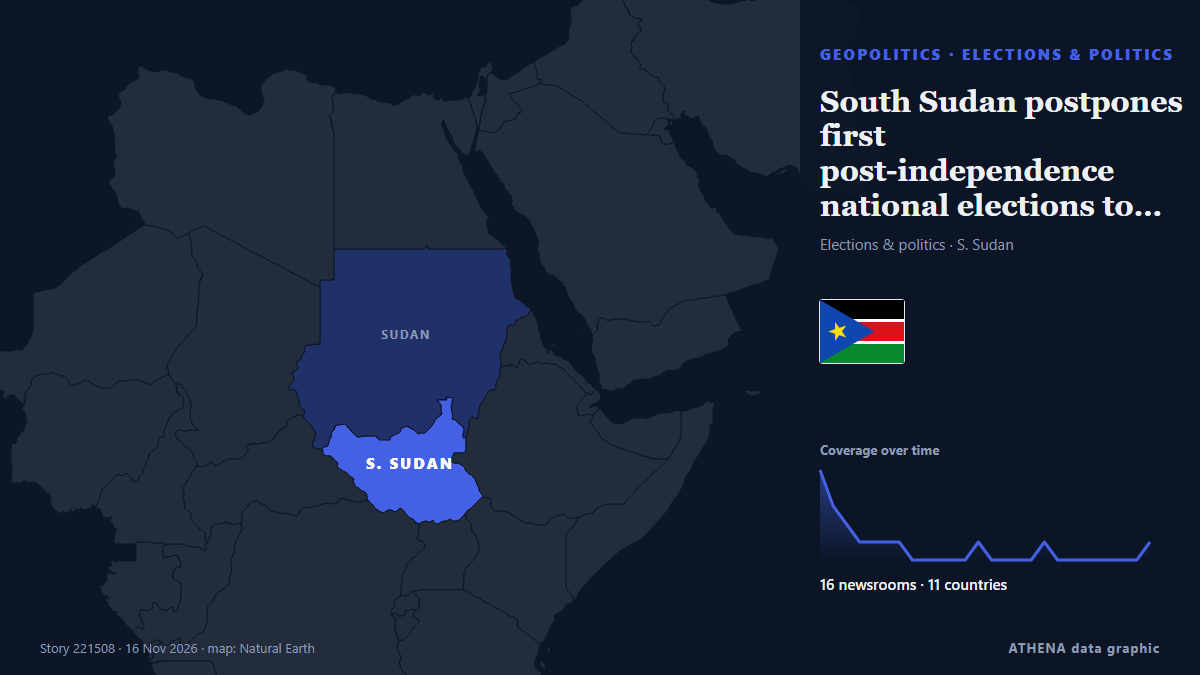 GEOPOLITICS · ELECTIONS & POLITICS
South Sudan postpones
first
post-independence
national elections to...
Elections & politics · S. Sudan
SUDAN
S. SUDAN
Coverage over time
16 newsrooms · 11 countries
Story 221508 · 16 Nov 2026 · map: Natural Earth
ATHENA data graphic